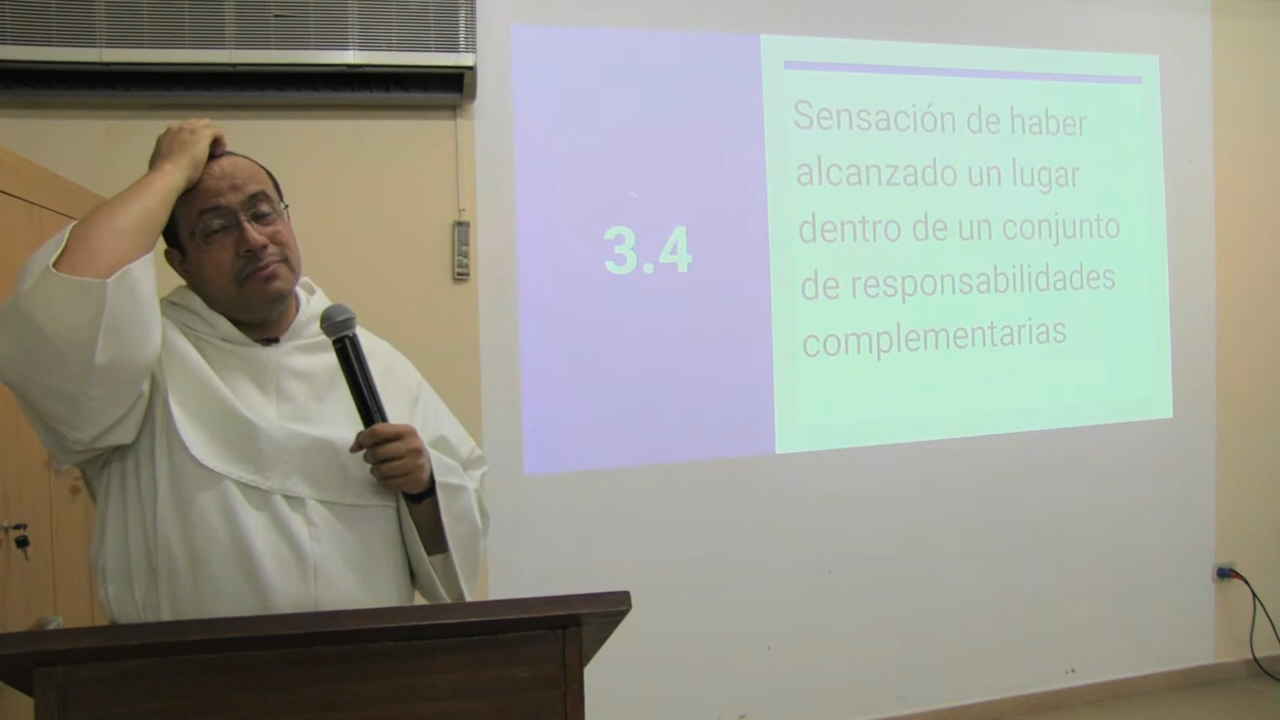 3.4
Sensación de haber
alcanzado un lugar
dentro de un conjunto
de responsabilidades
complementarias